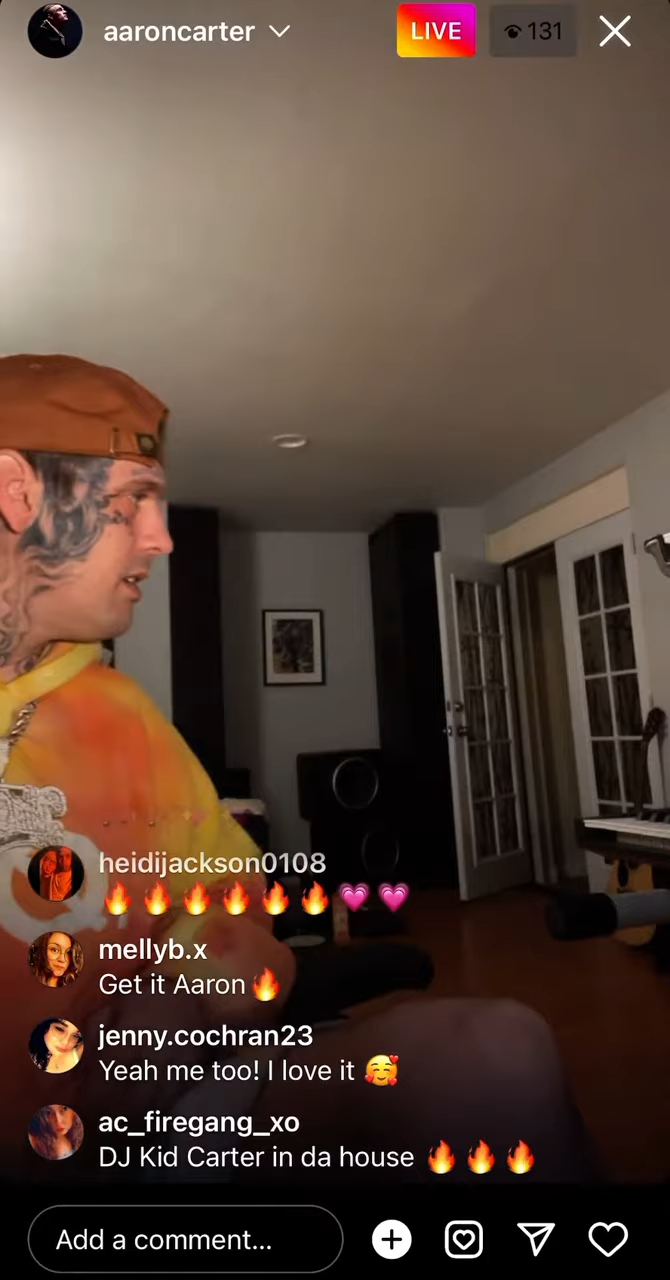 aaroncarter
LIVE
131
heidijackson0108
🔥 🔥 🔥 🔥 🔥 🔥 💗 💗
mellyb.x
Get it Aaron 🔥
jenny.cochran23
Yeah me too! I love it 🥰
ac_firegang_xo
DJ Kid Carter in da house 🔥 🔥 🔥
Add a comment...